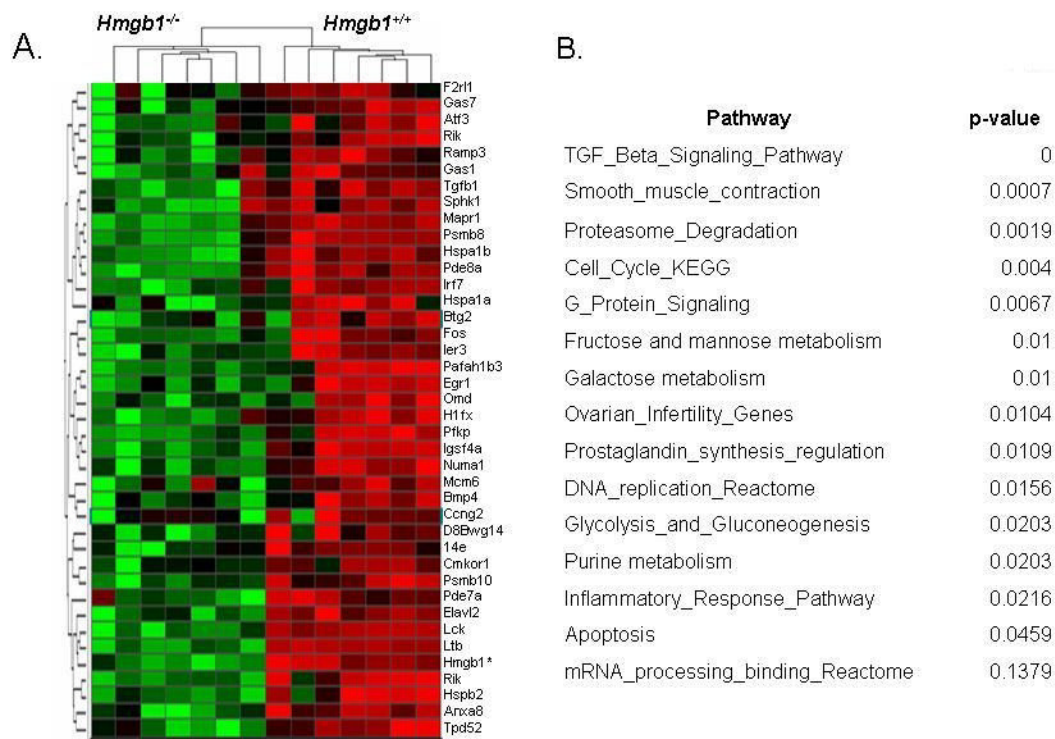 Hmgb1-/-
Hmgb1+/+
A.
F2rl1
Gas7
Atf3
Rik
Ramp3
Gas1
Tgfb1
Sphk1
Mapr1
Psmb8
Hspa1b
Pde8a
Irf7
Hspa1a
Btg2
Fos
Ier3
Pafah1b3
Egr1
Omd
H1fx
Pfkp
Igsf4a
Numa1
Mcm6
Bmp4
Ccng2
D8Bwg14
14e
Cmkor1
Psmb10
Pde7a
Elavl2
Lck
Ltb
Hmgb1*
Rik
Hspb2
Anxa8
Tpd52
B.
Pathway p-value
TGF_Beta_Signaling_Pathway 0
Smooth_muscle_contraction 0.0007
Proteasome_Degradation 0.0019
Cell_Cycle_KEGG 0.004
G_Protein_Signaling 0.0067
Fructose and mannose metabolism 0.01
Galactose metabolism 0.01
Ovarian_Infertility_Genes 0.0104
Prostaglandin_synthesis_regulation 0.0109
DNA_replication_Reactome 0.0156
Glycolysis_and_Gluconeogenesis 0.0203
Purine metabolism 0.0203
Inflammatory_Response_Pathway 0.0216
Apoptosis 0.0459
mRNA_processing_binding_Reactome 0.1379